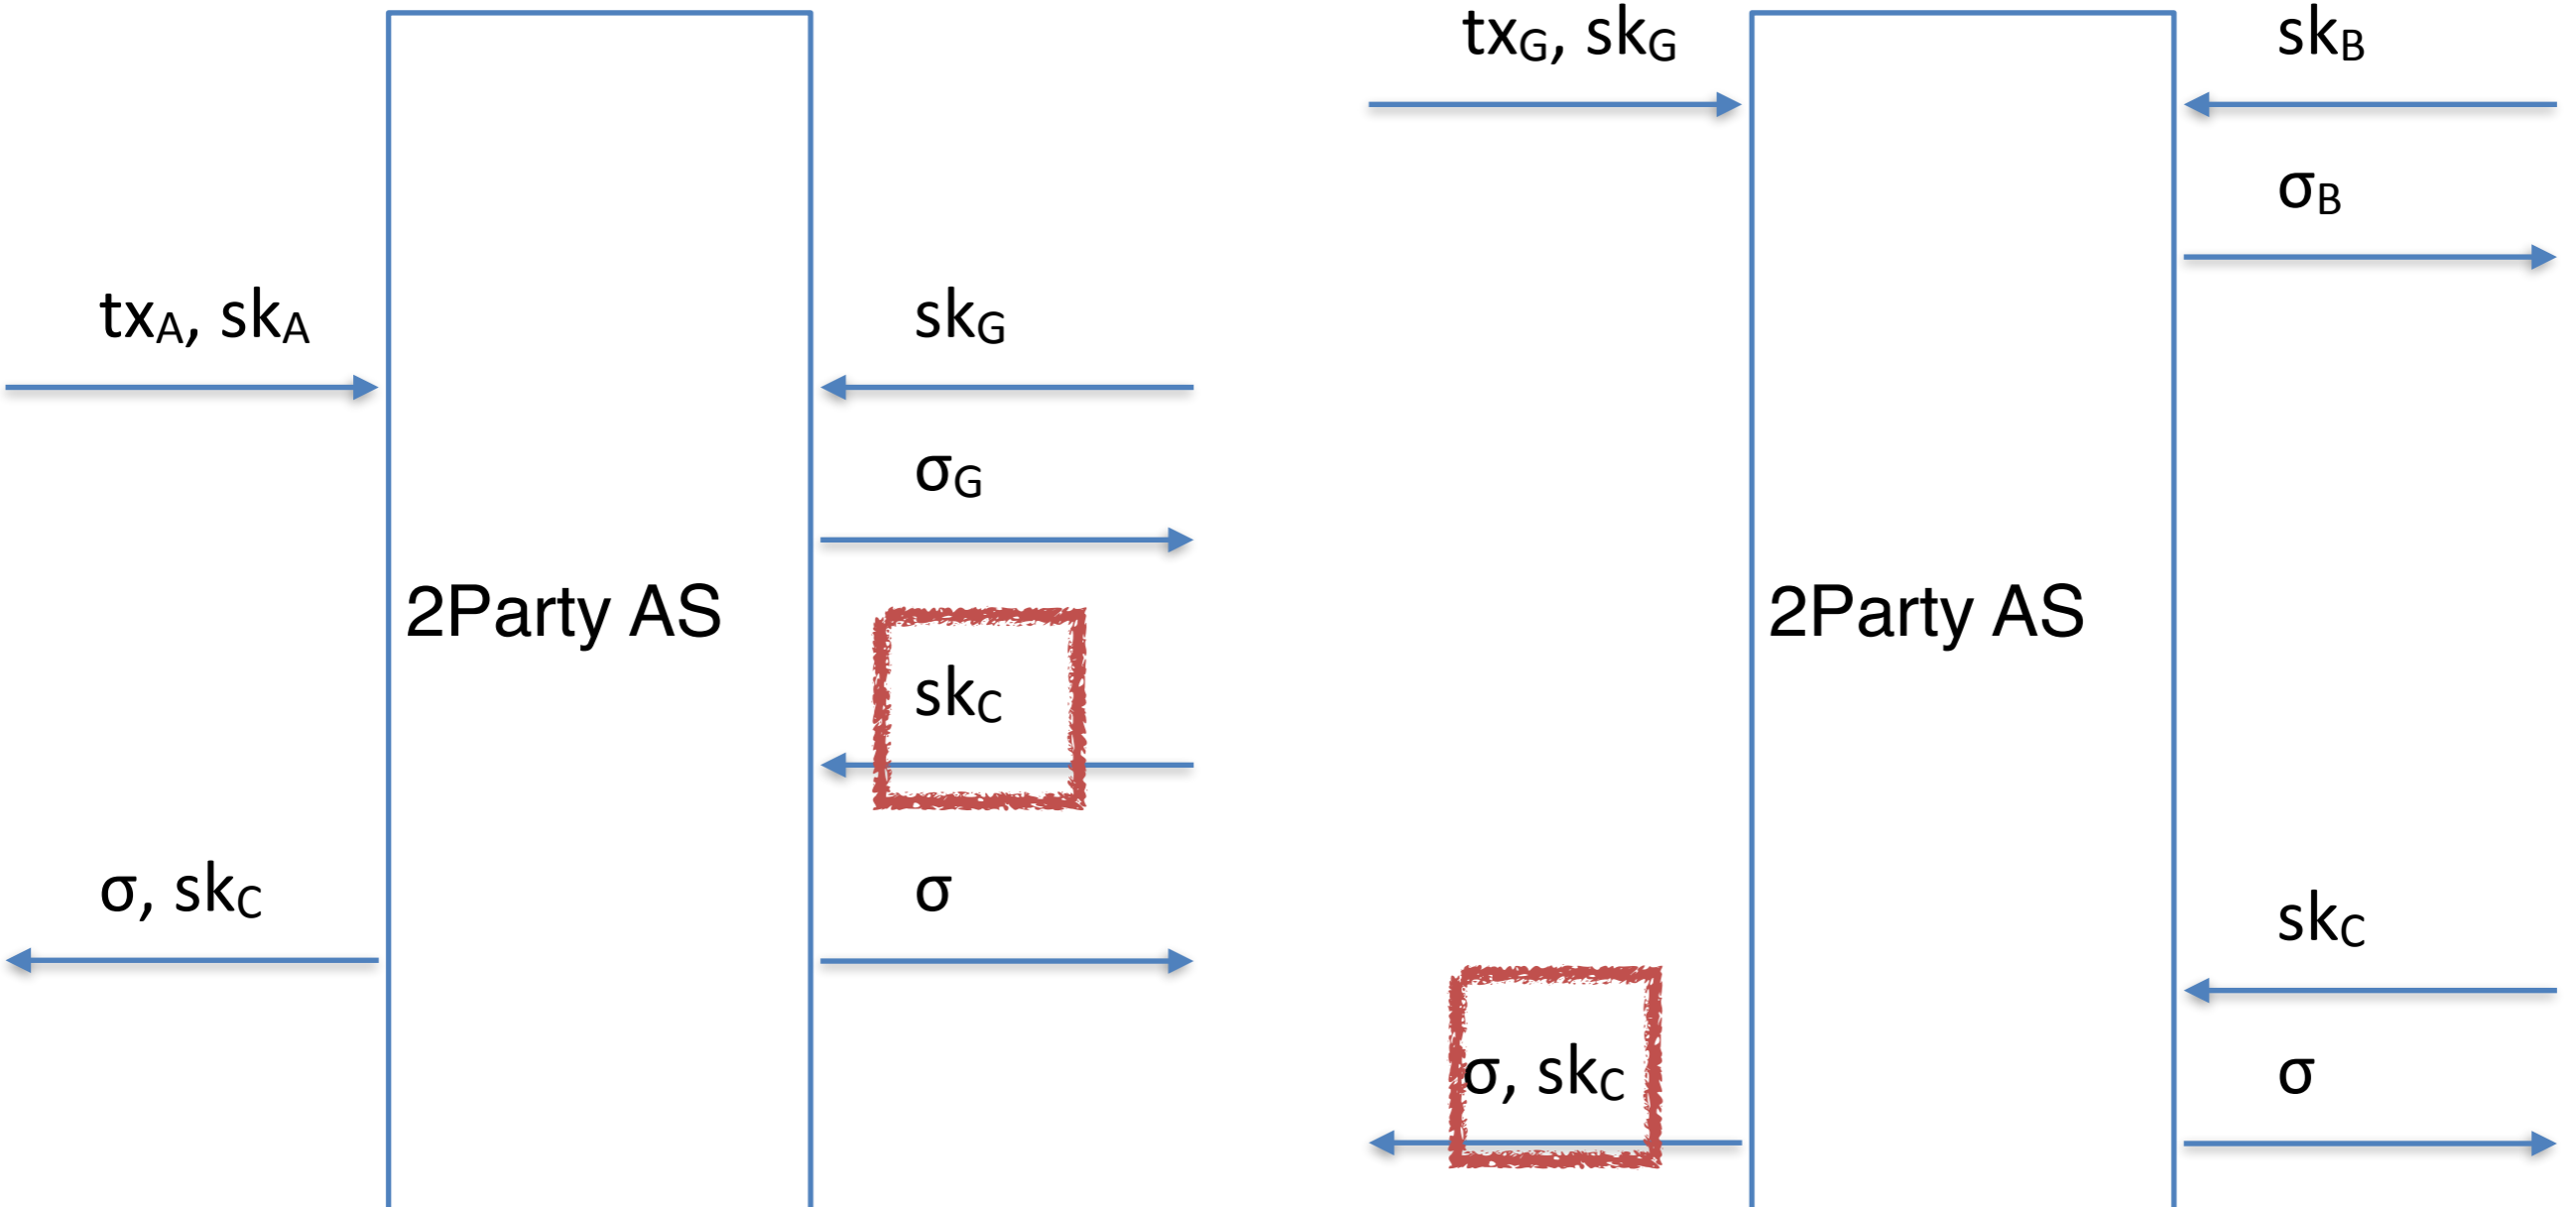 txA, skA
2Party AS
skG
σG
skC
σ, skC
σ
txG, skG
2Party AS
skB
σB
skC
σ, skC
σ